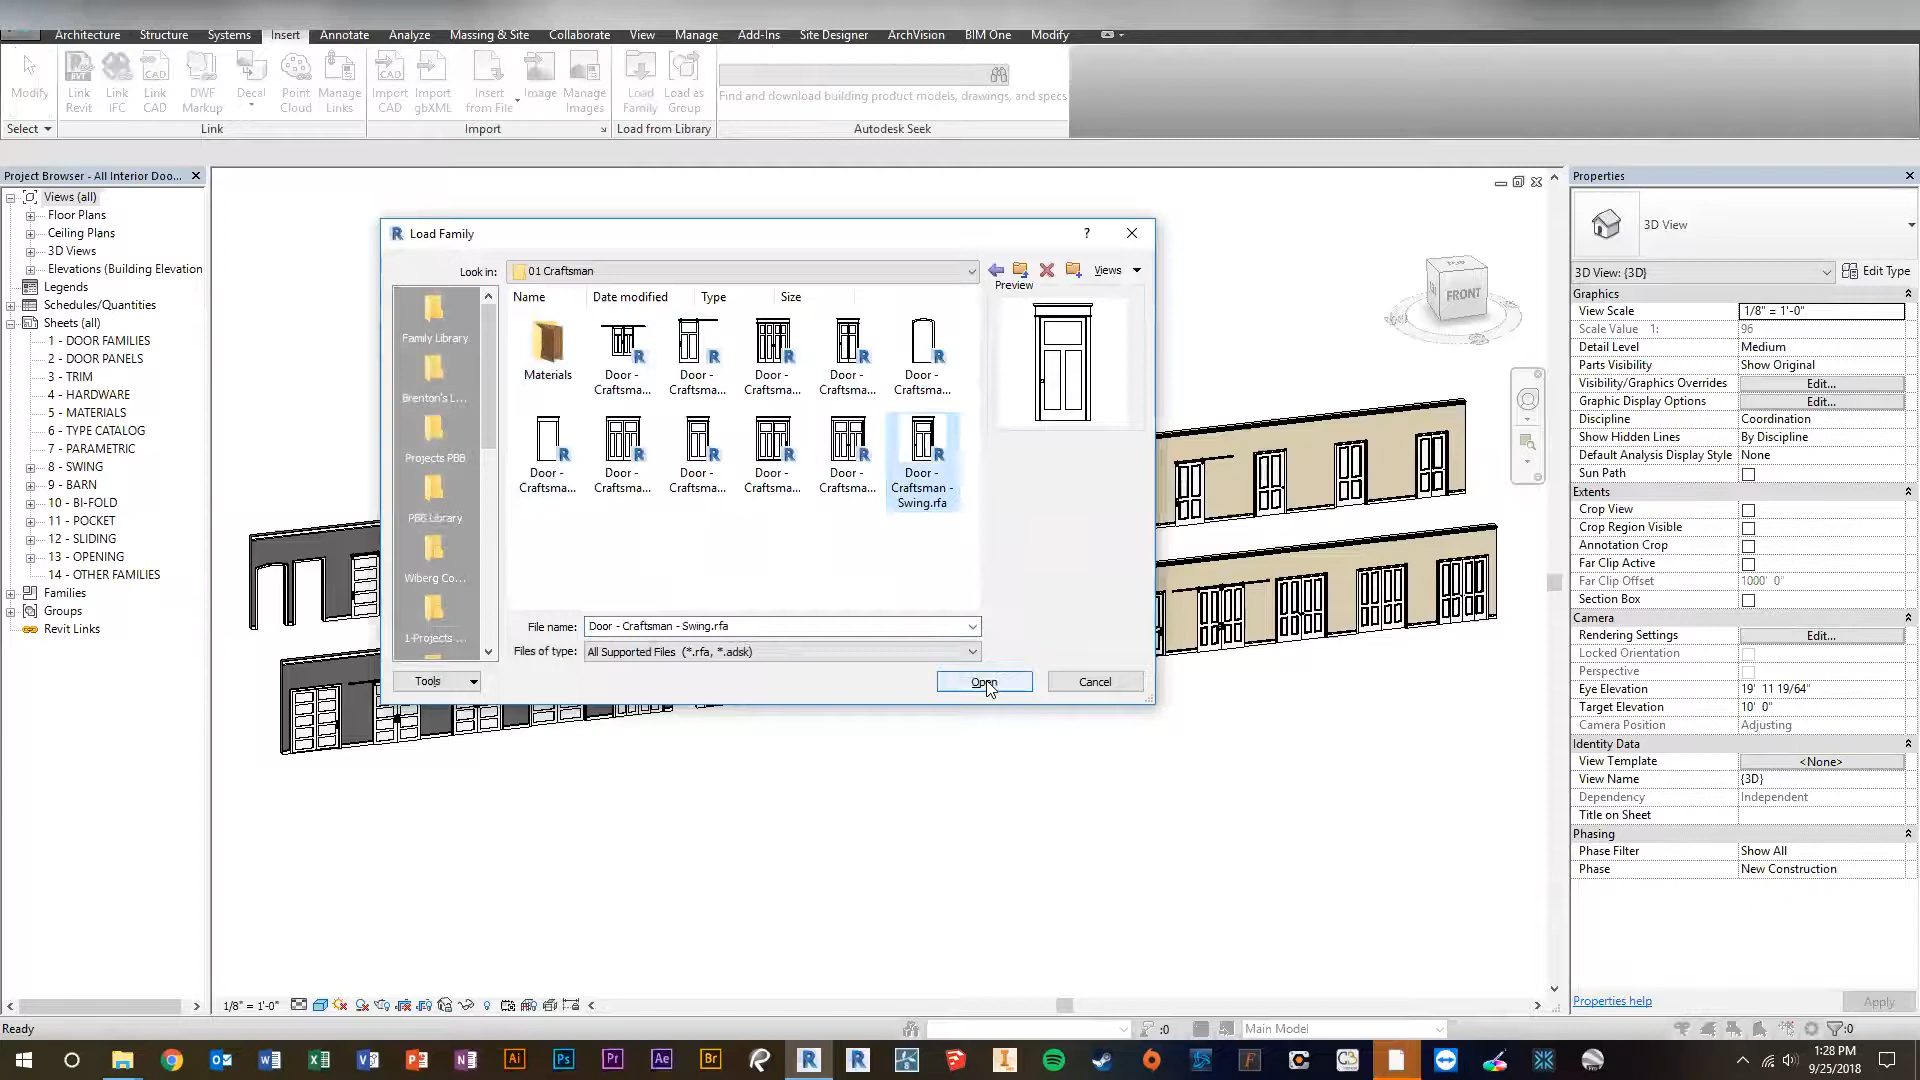 Architecture Structure Systems Insert Annotate Analyze Massing & Site Collaborate View Manage Add-Ins Site Designer ArchVision BIM One Modify
Modify
Link Revit
Link IFC
Link CAD
DWF Markup
Decal
Point Cloud
Manage Links
Import CAD
Import gbXML
Insert from File
Image
Manage Images
Load Family
Load as Group
Find and download building product models, drawings, and specs
Select Link Import Load from Library Autodesk Seek
Project Browser - All Interior Doo...
Views (all)
Floor Plans
Ceiling Plans
3D Views
Elevations (Building Elevation
Legends
Schedules/Quantities
Sheets (all)
1 - DOOR FAMILIES
2 - DOOR PANELS
3 - TRIM
4 - HARDWARE
5 - MATERIALS
6 - TYPE CATALOG
7 - PARAMETRIC
8 - SWING
9 - BARN
10 - BI-FOLD
11 - POCKET
12 - SLIDING
13 - OPENING
14 - OTHER FAMILIES
Families
Groups
Revit Links
Load Family
?
Look in: 01 Craftsman
Views
Name Date modified Type Size
Preview
Family Library
Brenton's L...
Projects PBB
PBB Library
Wiberg Co...
1-Projects ...
Materials
Door - Craftsma...
Door - Craftsma...
Door - Craftsma...
Door - Craftsma...
Door - Craftsma...
Door - Craftsma...
Door - Craftsma...
Door - Craftsma...
Door - Craftsma...
Door - Craftsma...
Door - Craftsman - Swing.rfa
File name: Door - Craftsman - Swing.rfa
Files of type: All Supported Files (*.rfa, *.adsk)
Tools Open Cancel
FRONT
Properties
3D View
3D View: {3D} Edit Type
Graphics
View Scale 1/8" = 1'-0"
Scale Value 1: 96
Detail Level Medium
Parts Visibility Show Original
Visibility/Graphics Overrides Edit...
Graphic Display Options Edit...
Discipline Coordination
Show Hidden Lines By Discipline
Default Analysis Display Style None
Sun Path
Extents
Crop View
Crop Region Visible
Annotation Crop
Far Clip Active
Far Clip Offset 1000' 0"
Section Box
Camera
Rendering Settings Edit...
Locked Orientation
Perspective
Eye Elevation 19' 11 19/64"
Target Elevation 10' 0"
Camera Position Adjusting
Identity Data
View Template <None>
View Name {3D}
Dependency Independent
Title on Sheet
Phasing
Phase Filter Show All
Phase New Construction
Properties help Apply
1/8" = 1'-0"
Ready :0 Main Model :0
1:28 PM
9/25/2018